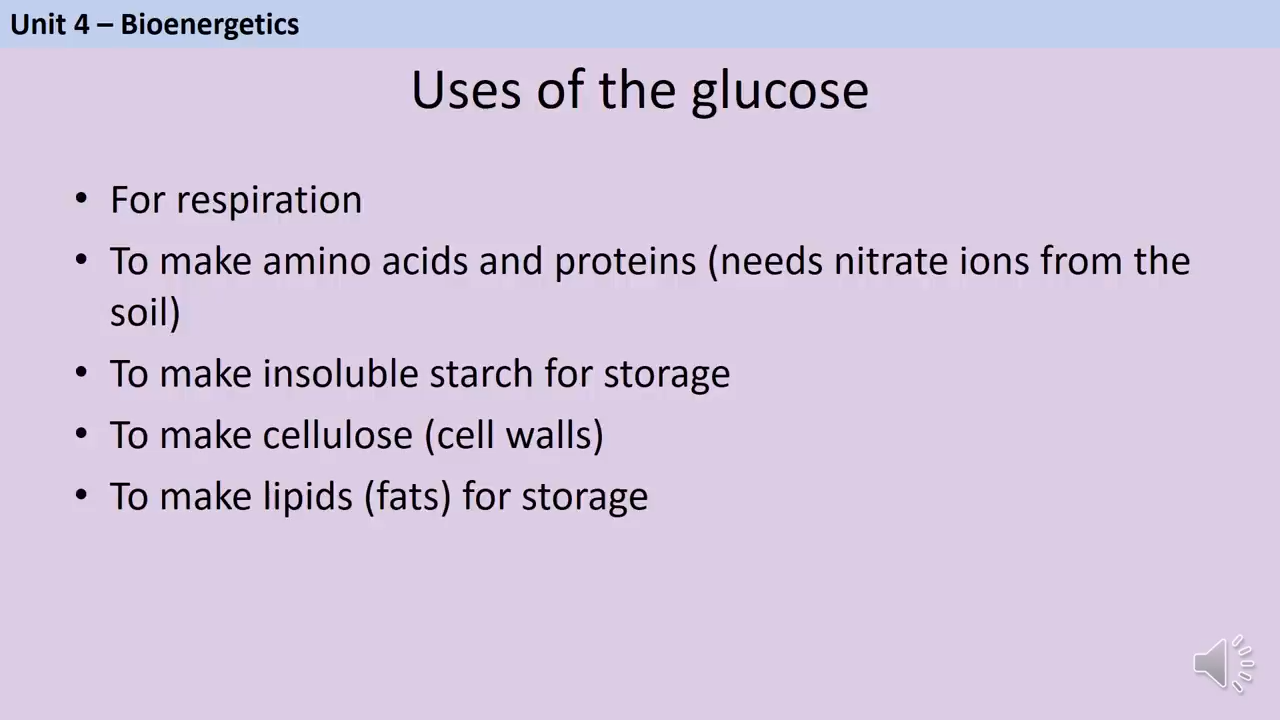 Unit 4 – Bioenergetics
Uses of the glucose
• For respiration
• To make amino acids and proteins (needs nitrate ions from the
soil)
• To make insoluble starch for storage
• To make cellulose (cell walls)
• To make lipids (fats) for storage